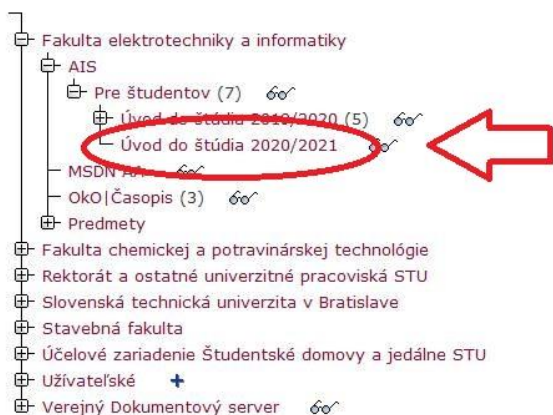 Fakulta elektrotechniky a informatiky
AIS
Pre študentov (7)
Úvod do štúdia 2019/2020 (5)
Úvod do štúdia 2020/2021
MSDN AA
OkO|Časopis (3)
Predmety
Fakulta chemickej a potravinárskej technológie
Rektorát a ostatné univerzitné pracoviská STU
Slovenská technická univerzita v Bratislave
Stavebná fakulta
Účelové zariadenie Študentské domovy a jedálne STU
Užívateľské
Verejný Dokumentový server